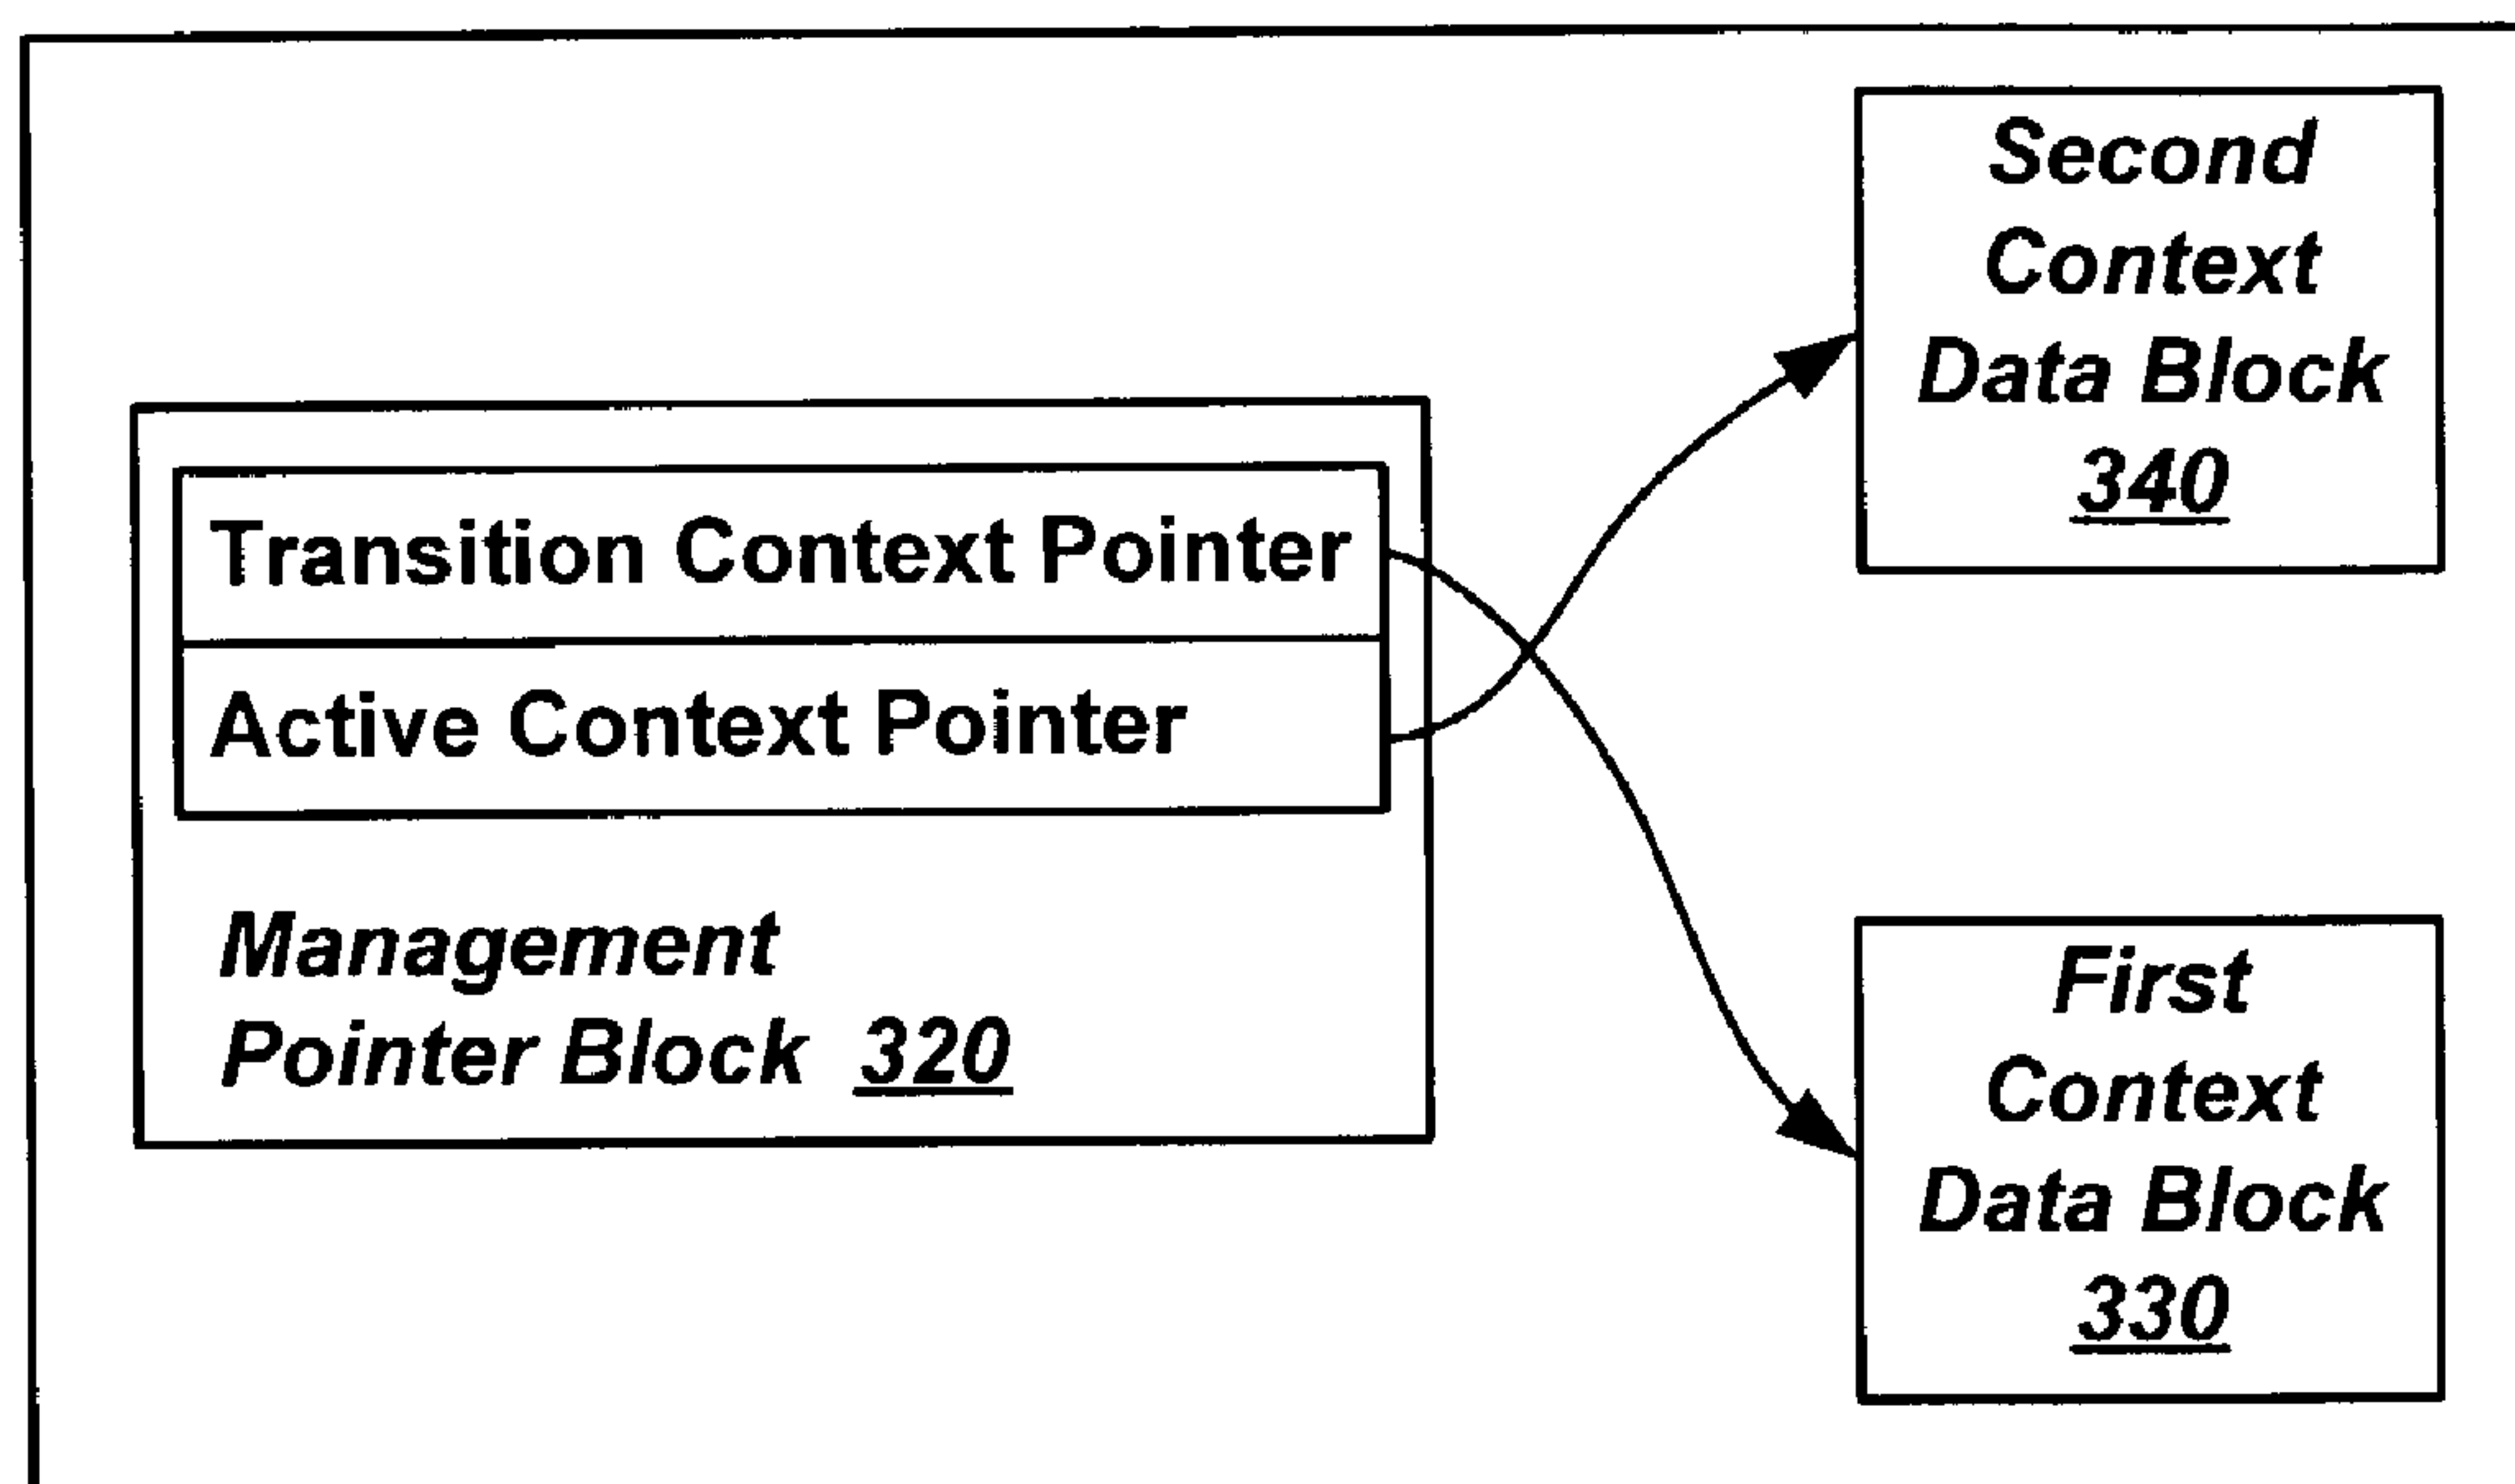 Transition Context Pointer
Active Context Pointer
Management
Pointer Block 320
Second
Context
Data Block
340
First
Context
Data Block
330